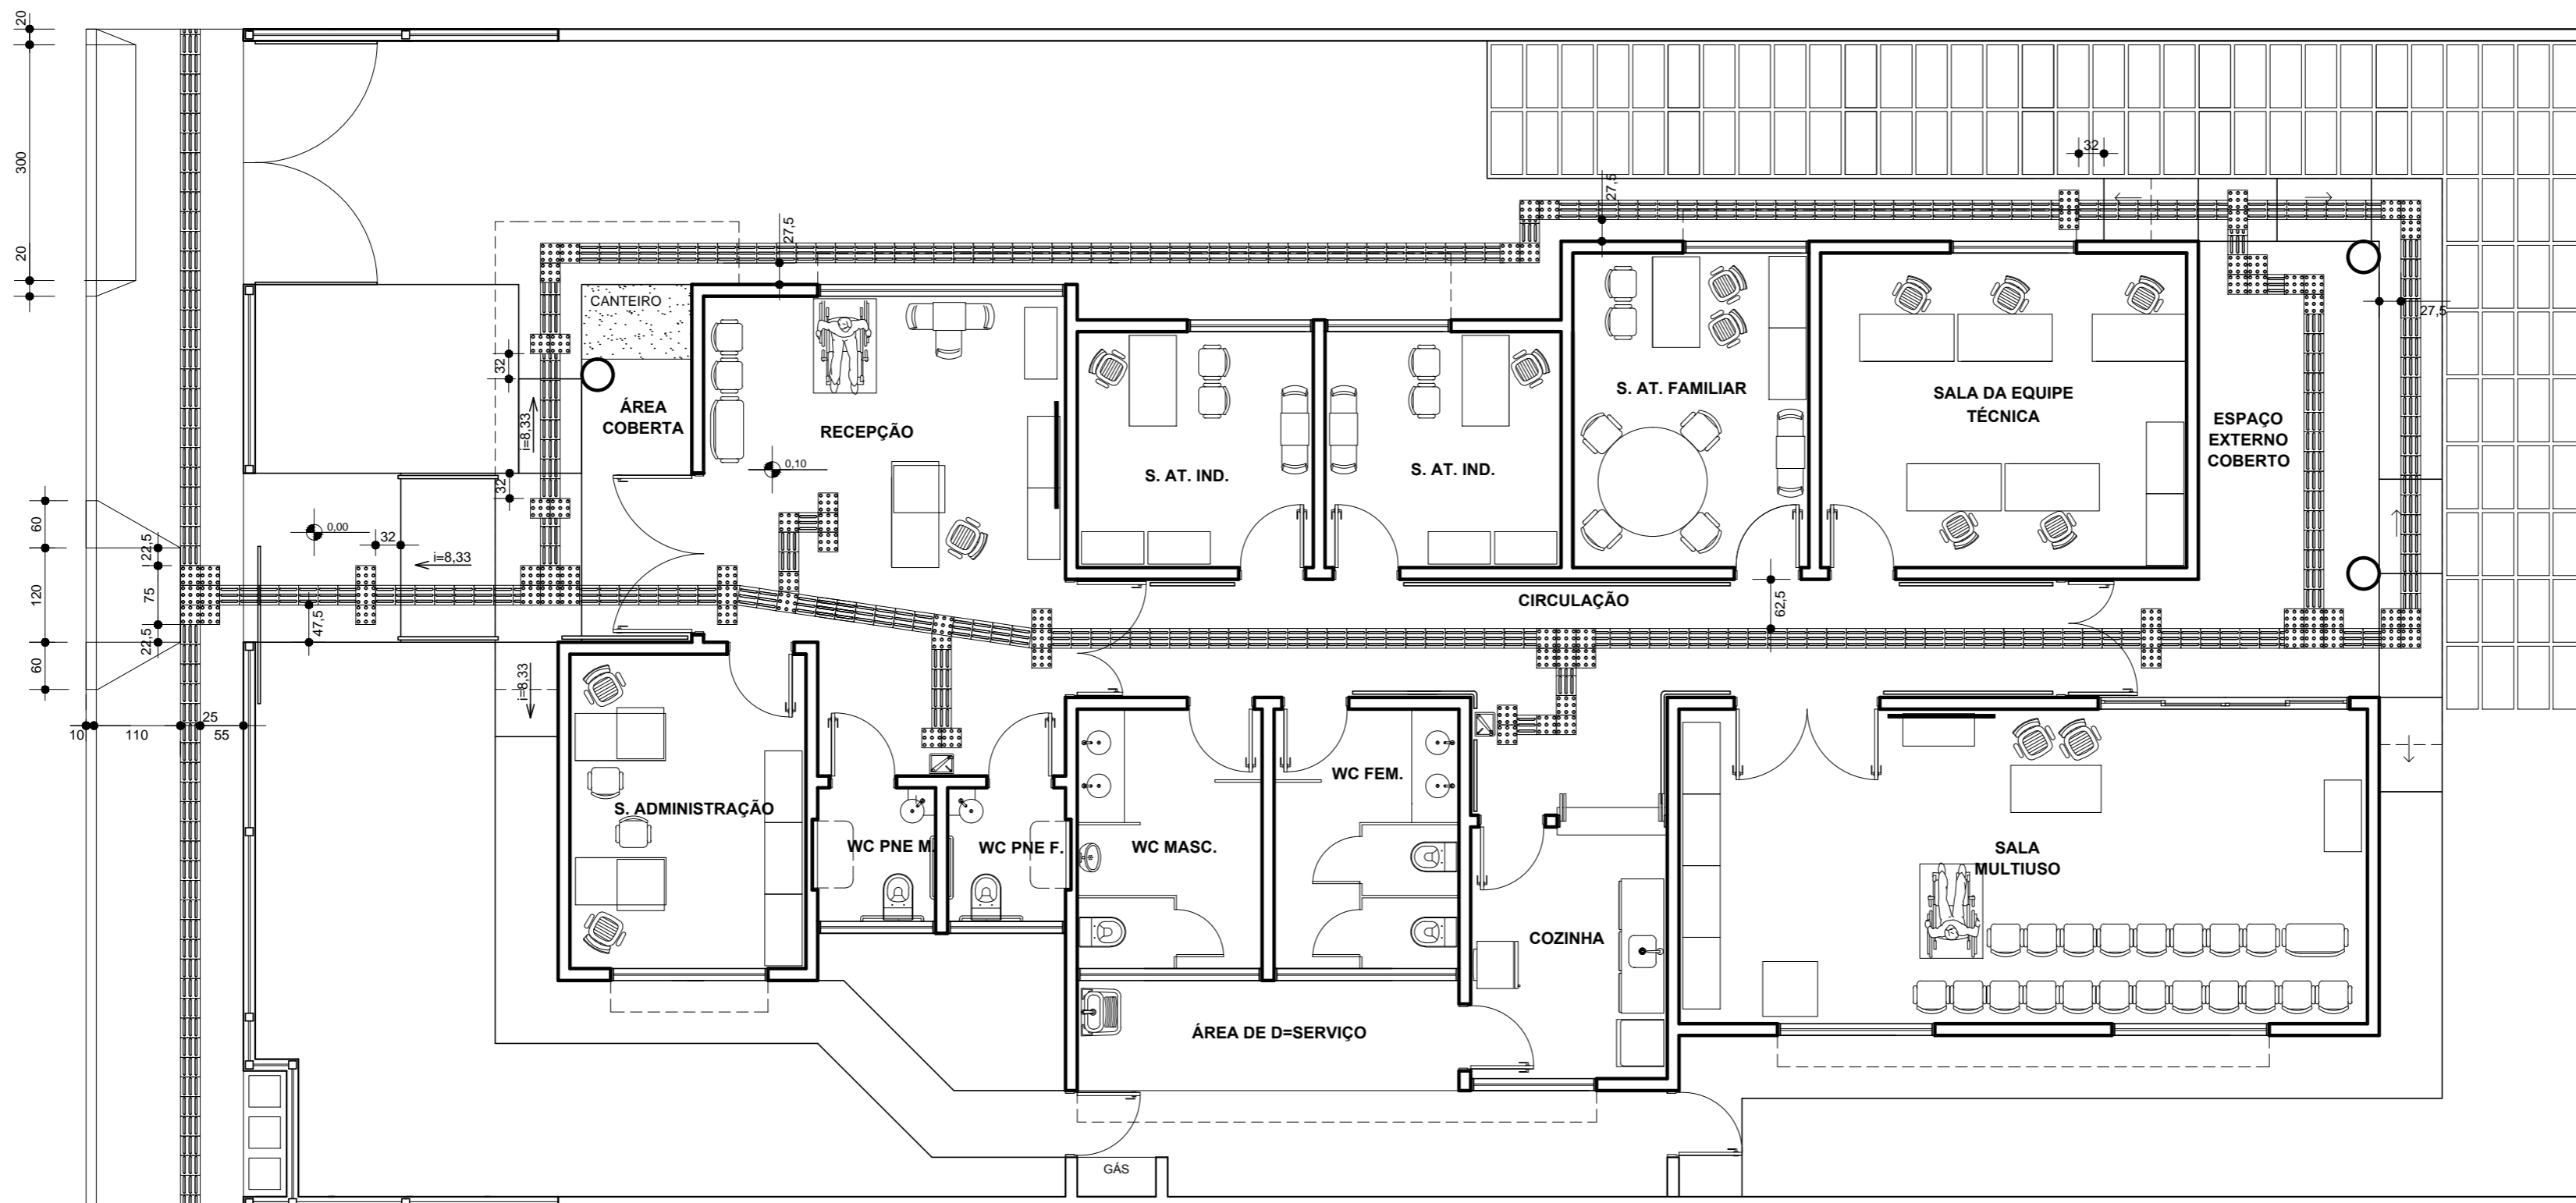 20
300
20
60
120
60
22,5
75
22,5
47,5
10
110
25
55
0,00
32
i=8,33
32
i=8,33
32
i=8,33
CANTEIRO
27,5
ÁREA
COBERTA
RECEPÇÃO
0,10
S. AT. IND.
S. AT. IND.
27,5
S. AT. FAMILIAR
SALA DA EQUIPE
TÉCNICA
32
ESPAÇO
EXTERNO
COBERTO
27,5
CIRCULAÇÃO
62,5
S. ADMINISTRAÇÃO
WC PNE M.
WC PNE F.
WC MASC.
WC FEM.
COZINHA
SALA
MULTIUSO
ÁREA DE D=SERVIÇO
GÁS